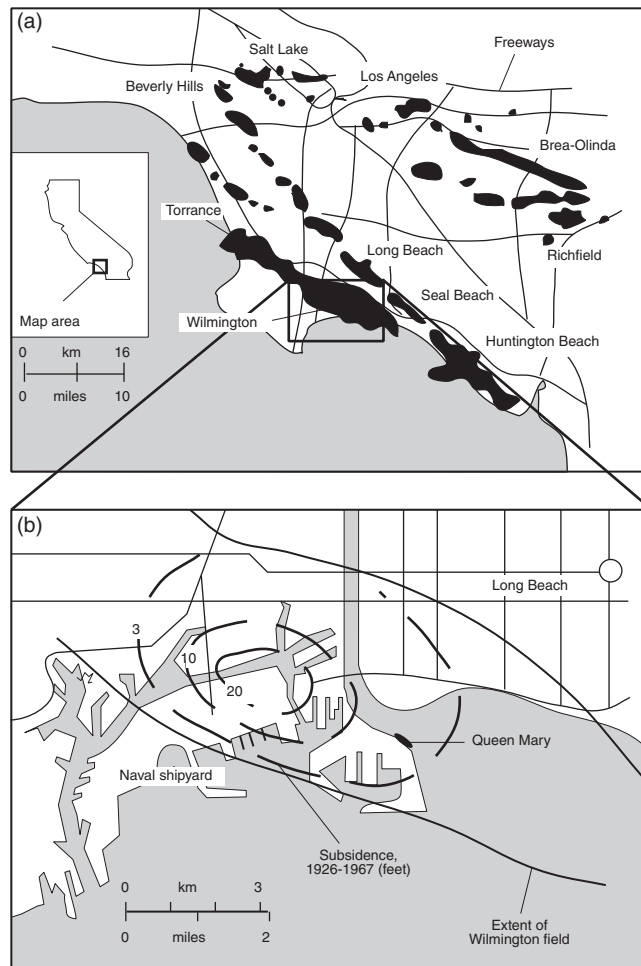 (a)
Salt Lake
Freeways
Los Angeles
Beverly Hills
Brea-Olinda
Torrance
Long Beach
Richfield
Seal Beach
Wilmington
Map area
Huntington Beach
0 km 16
0 miles 10
(b)
Long Beach
3
10
20
Queen Mary
Naval shipyard
Subsidence,
1926-1967 (feet)
0 km 3
0 miles 2
Extent of
Wilmington field